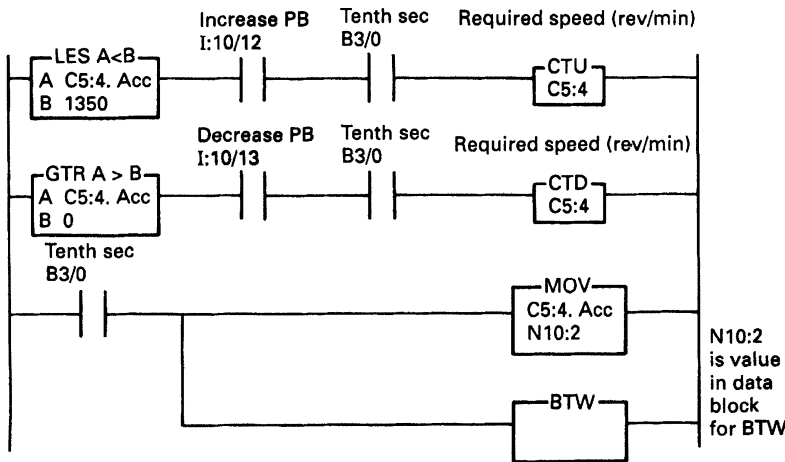 Increase PB
I:10/12
Tenth sec
B3/0
Required speed (rev/min)
LES A<B
A C5:4. Acc
B 1350
CTU
C5:4
Decrease PB
I:10/13
Tenth sec
B3/0
Required speed (rev/min)
GTR A > B
A C5:4. Acc
B 0
CTD
C5:4
Tenth sec
B3/0
MOV
C5:4. Acc
N10:2
BTW
N10:2
is value
in data
block
for BTW